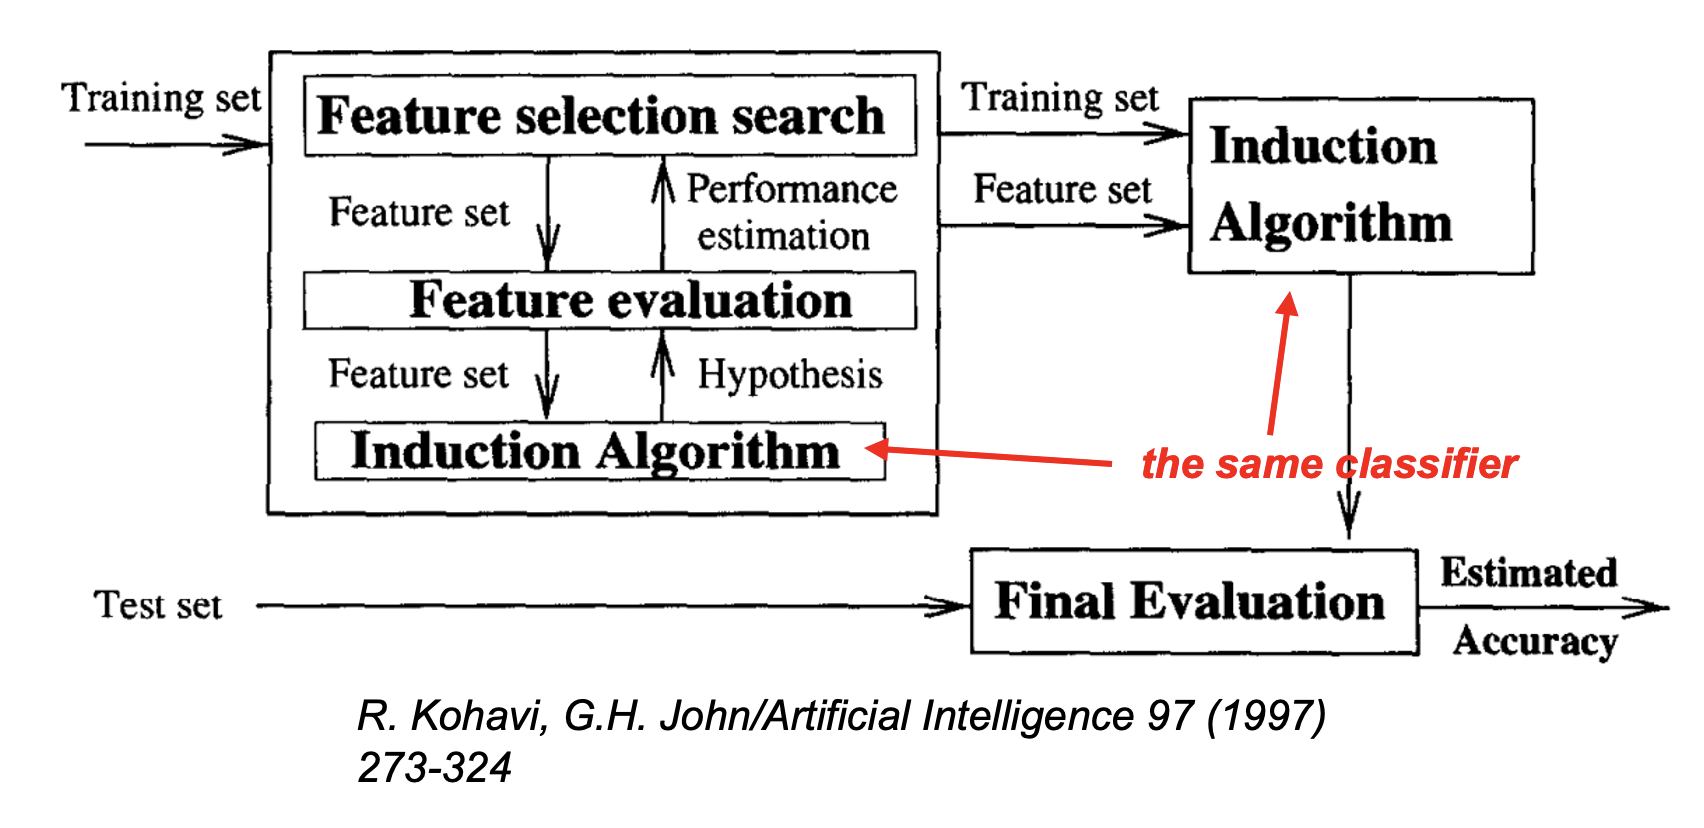 Training set
Feature selection search
Feature set
Performance
estimation
Feature evaluation
Feature set
Hypothesis
Induction Algorithm
Training set
Feature set
Induction
Algorithm
the same classifier
Test set
Final Evaluation
Estimated
Accuracy
R. Kohavi, G.H. John/Artificial Intelligence 97 (1997)
273-324